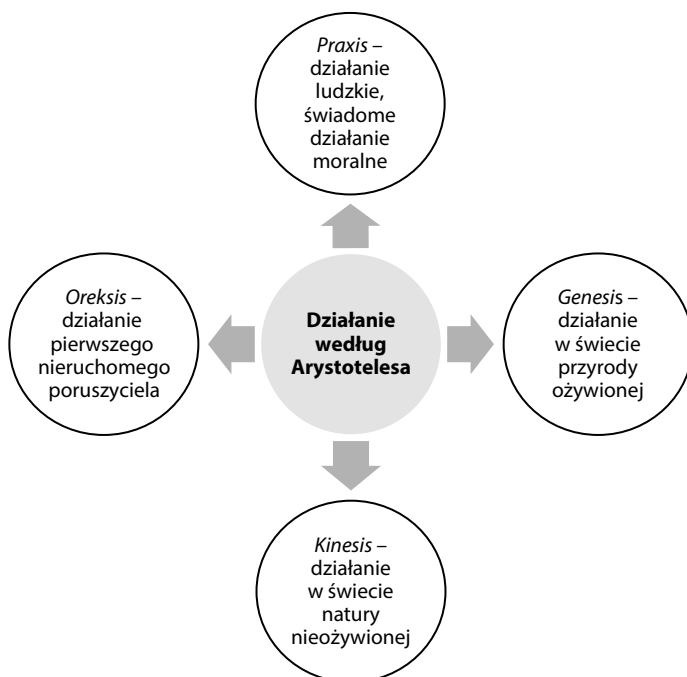 Praxis –
działanie
ludzkie,
świadome
działanie
moralne
Oreksis –
działanie
pierwszego
nieruchomego
poruszyciela
Działanie
według
Arystotelesa
Genesis –
działanie
w świecie
przyrody
ożywionej
Kinesis –
działanie
w świecie
natury
nieożywionej